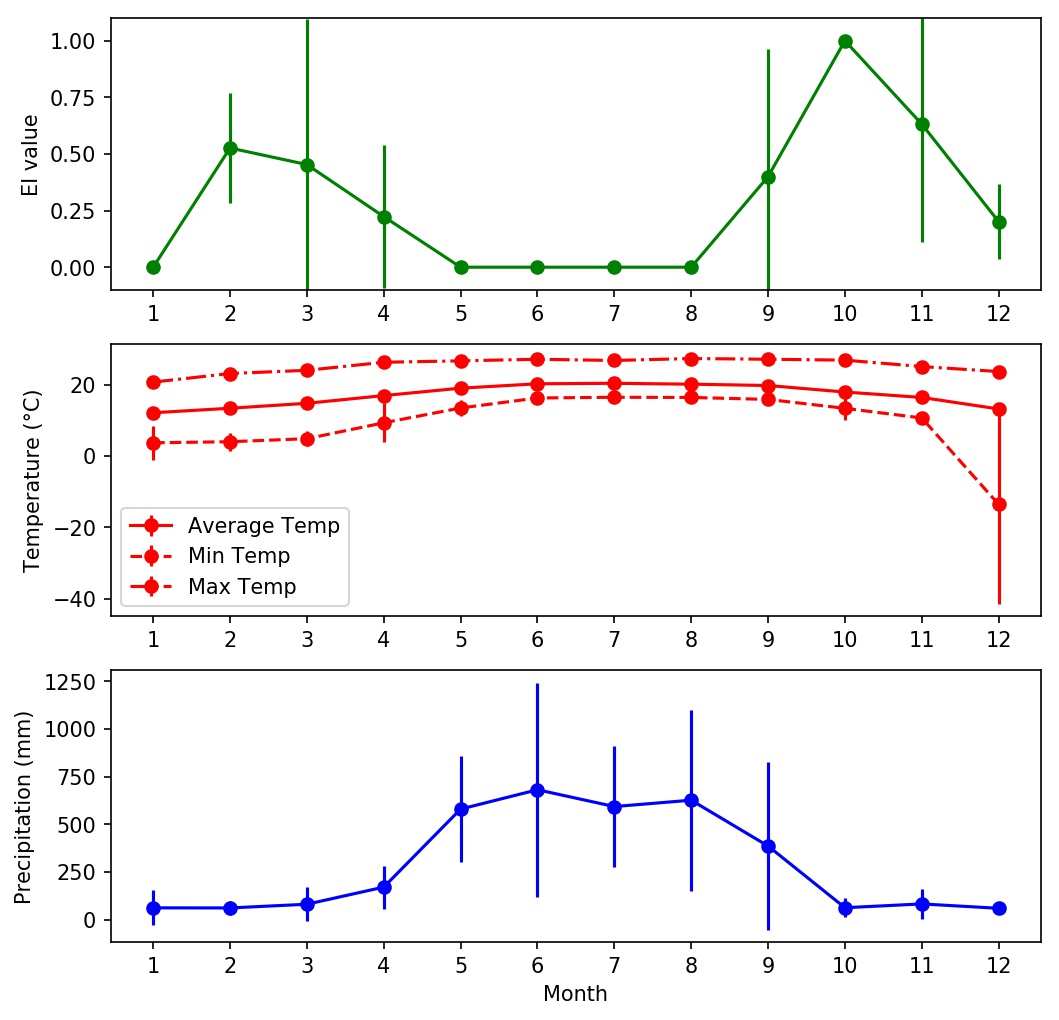 EI value
1.00
0.75
0.50
0.25
0.00
1 2 3 4 5 6 7 8 9 10 11 12
Temperature (°C)
20
0
−20
−40
Average Temp
Min Temp
Max Temp
1 2 3 4 5 6 7 8 9 10 11 12
Precipitation (mm)
1250
1000
750
500
250
0
1 2 3 4 5 6 7 8 9 10 11 12
Month